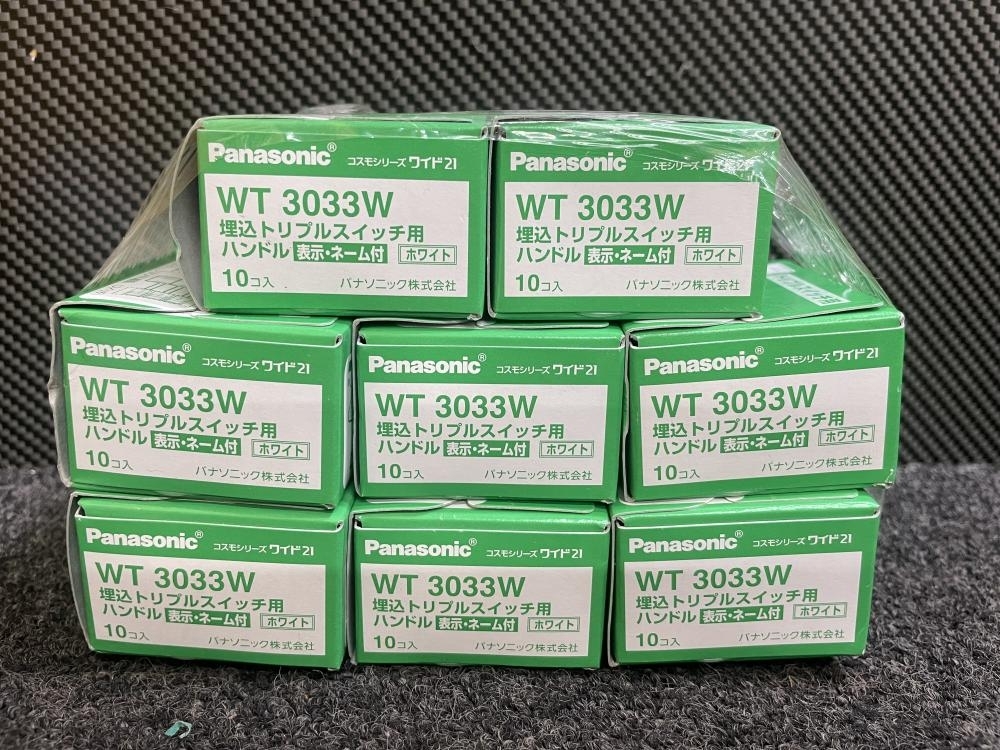 Panasonic® コスモシリーズ ワイド21
WT 3033W
埋込トリプルスイッチ用
ハンドル 表示・ネーム付 ホワイト
10コ入 パナソニック株式会社
Panasonic® コスモシリーズ ワイド21
WT 3033W
埋込トリプルスイッチ用
ハンドル 表示・ネーム付 ホワイト
10コ入 パナソニック株式会社
Panasonic® コスモシリーズ ワイド21
WT 3033W
埋込トリプルスイッチ用
ハンドル 表示・ネーム付 ホワイト
10コ入 パナソニック株式会社
Panasonic® コスモシリーズ ワイド21
WT 3033W
埋込トリプルスイッチ用
ハンドル 表示・ネーム付 ホワイト
10コ入 パナソニック株式会社
Panasonic® コスモシリーズ ワイド21
WT 3033W
埋込トリプルスイッチ用
ハンドル 表示・ネーム付 ホワイト
10コ入 パナソニック株式会社
Panasonic® コスモシリーズ ワイド21
WT 3033W
埋込トリプルスイッチ用
ハンドル 表示・ネーム付 ホワイト
10コ入 パナソニック株式会社
Panasonic® コスモシリーズ ワイド21
WT 3033W
埋込トリプルスイッチ用
ハンドル 表示・ネーム付 ホワイト
10コ入 パナソニック株式会社
Panasonic® コスモシリーズ ワイド21
WT 3033W
埋込トリプルスイッチ用
ハンドル 表示・ネーム付 ホワイト
10コ入 パナソニック株式会社